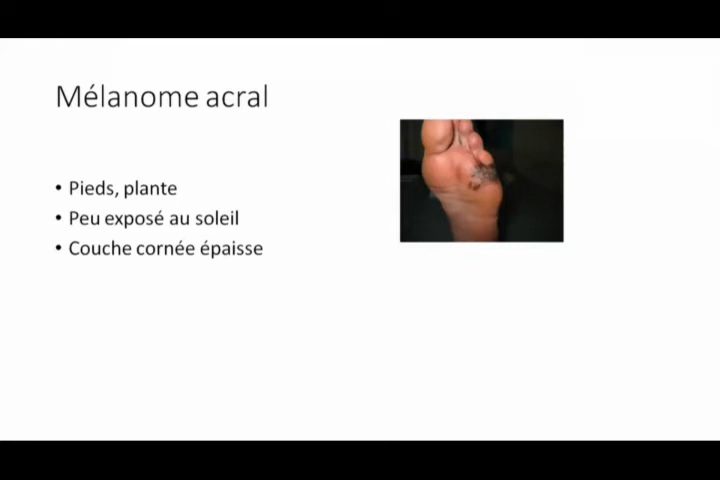 Mélanome acral
• Pieds, plante
• Peu exposé au soleil
• Couche cornée épaisse